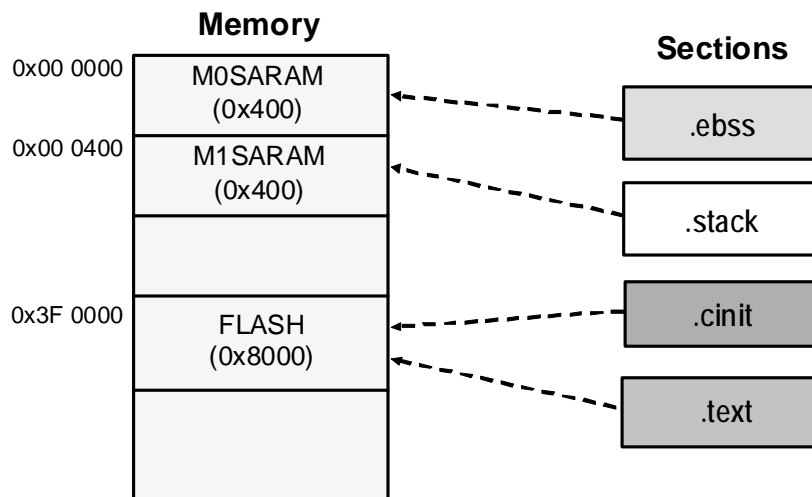 Memory
Sections
0x00 0000
M0SARAM
(0x400)
.ebss
0x00 0400
M1SARAM
(0x400)
.stack
0x3F 0000
FLASH
(0x8000)
.cinit
.text